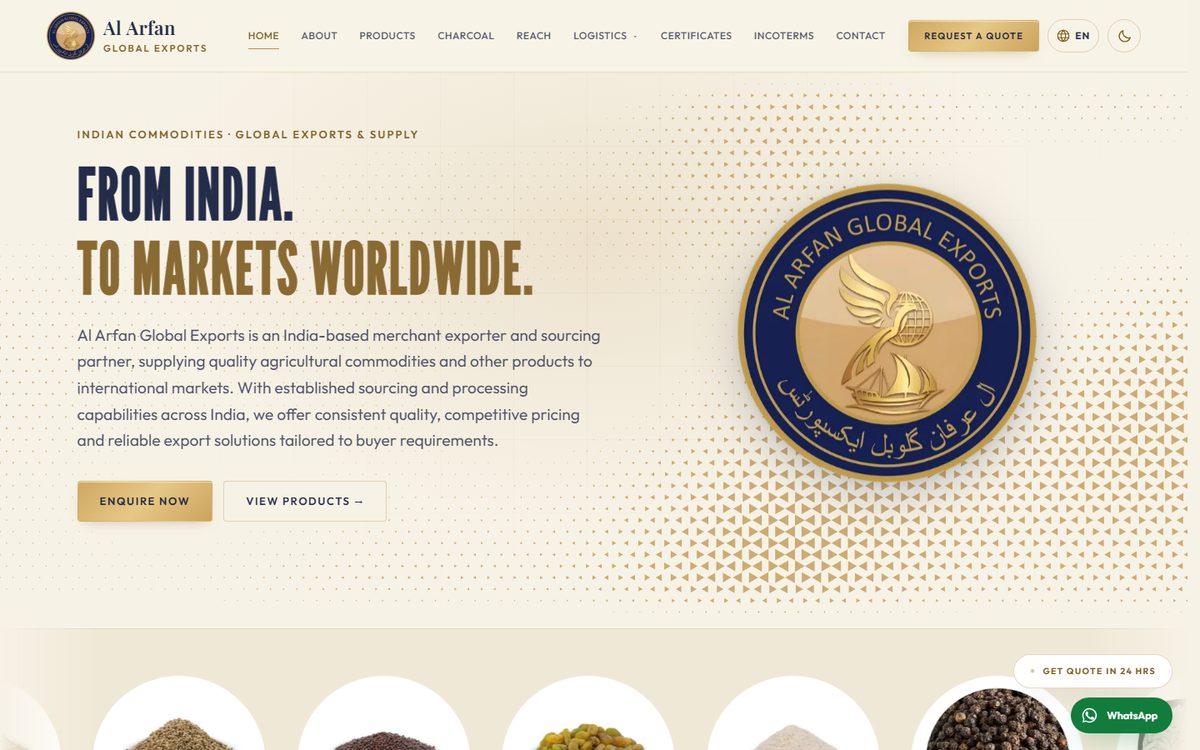 Al Arfan
GLOBAL EXPORTS
HOME ABOUT PRODUCTS CHARCOAL REACH LOGISTICS CERTIFICATES INCOTERMS CONTACT
REQUEST A QUOTE
EN
INDIAN COMMODITIES · GLOBAL EXPORTS & SUPPLY
FROM INDIA.
TO MARKETS WORLDWIDE.
Al Arfan Global Exports is an India-based merchant exporter and sourcing
partner, supplying quality agricultural commodities and other products to
international markets. With established sourcing and processing
capabilities across India, we offer consistent quality, competitive pricing
and reliable export solutions tailored to buyer requirements.
ENQUIRE NOW
VIEW PRODUCTS →
AL ARFAN GLOBAL EXPORTS
ال عرفان گلوبل ایکسپورٹس
GET QUOTE IN 24 HRS
WhatsApp